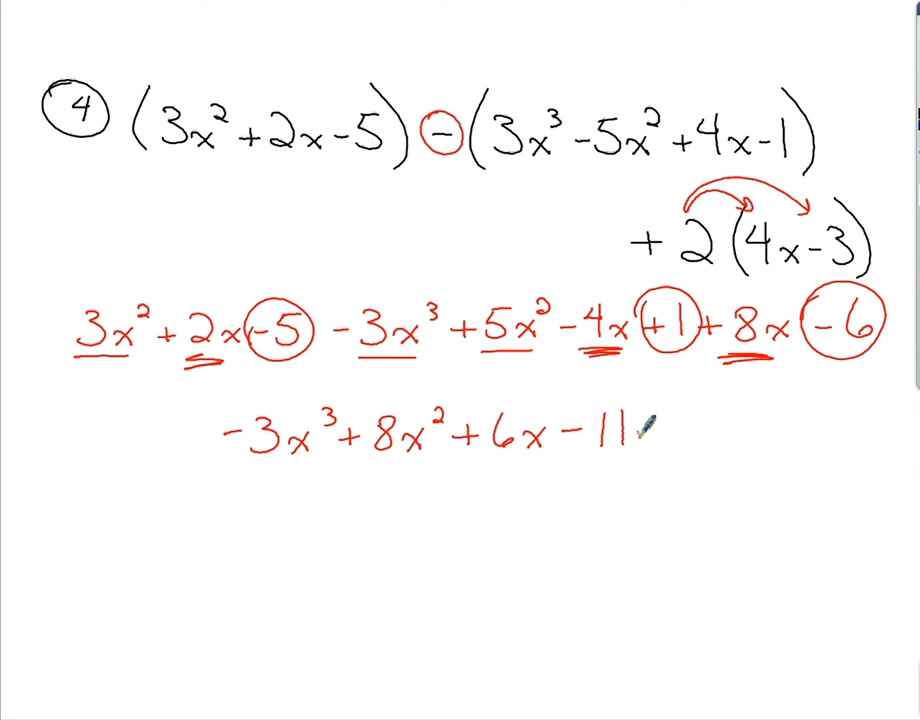 4 (3x² + 2x - 5) - (3x³ - 5x² + 4x - 1)
+ 2 (4x - 3)
3x² + 2x - 5 - 3x³ + 5x² - 4x + 1 + 8x - 6
-3x³ + 8x² + 6x - 11